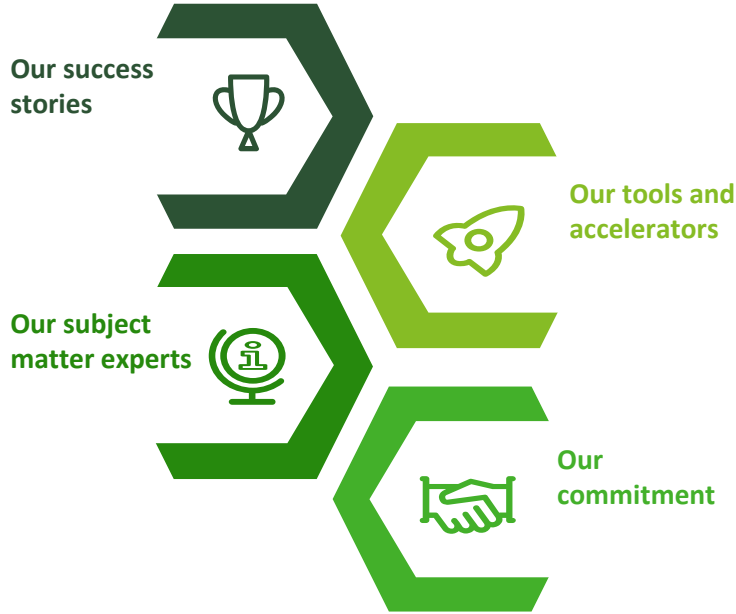 Our success
stories
Our tools and
accelerators
Our subject
matter experts
i
Our
commitment